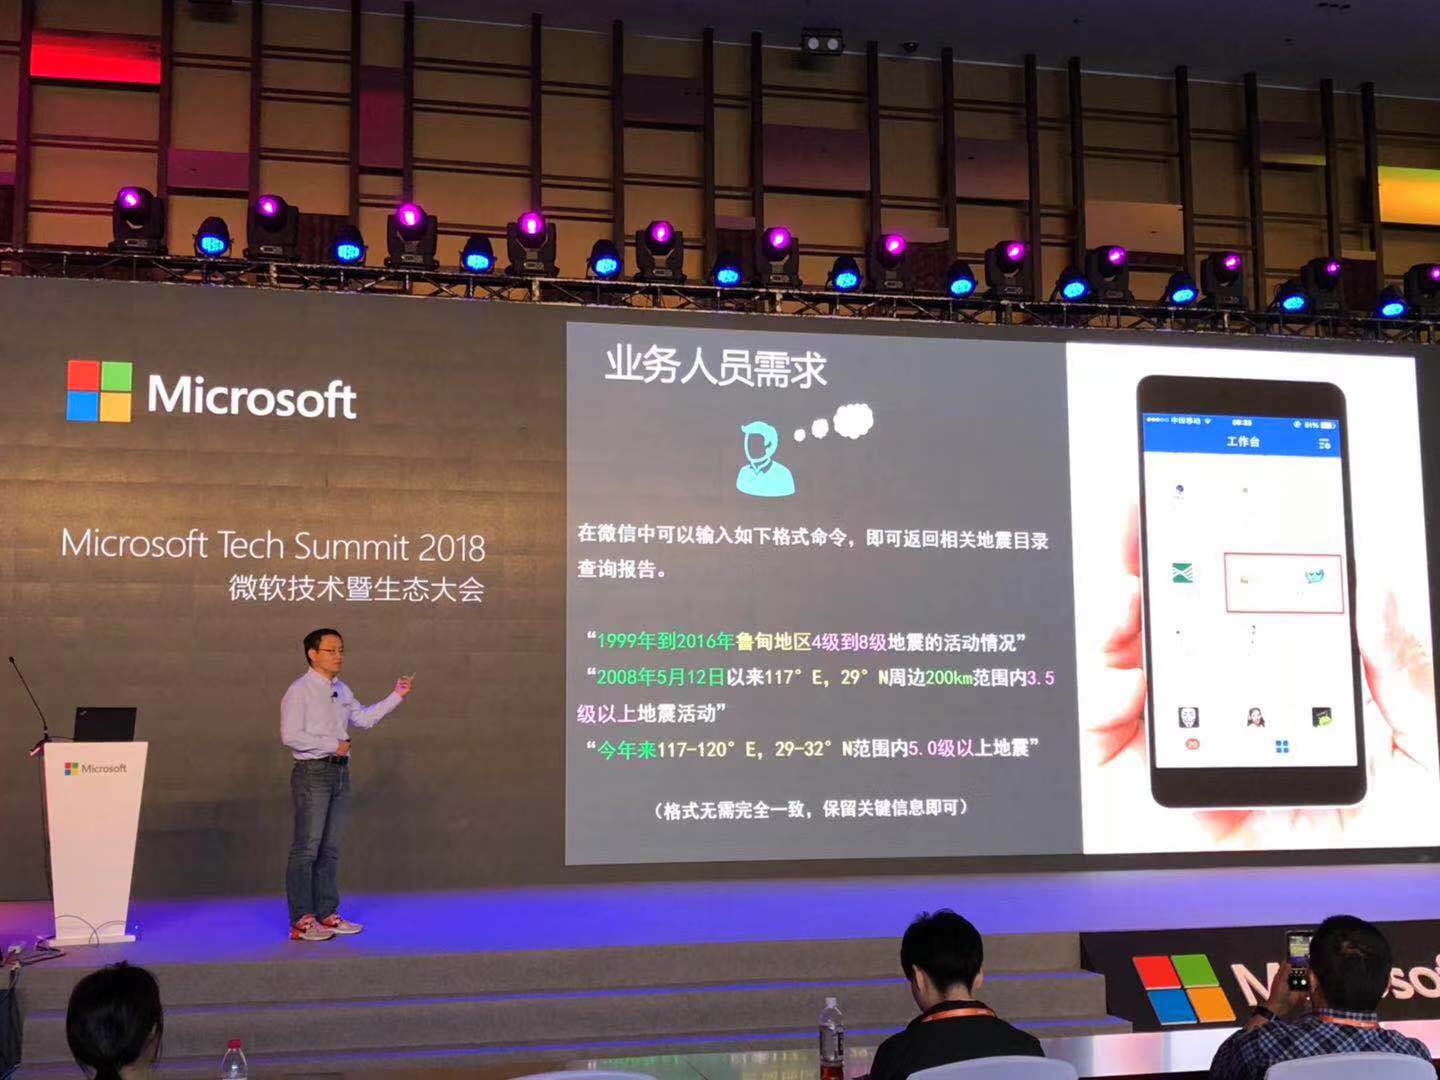 Microsoft
Microsoft Tech Summit 2018
微软技术暨生态大会
业务人员需求
在微信中可以输入如下格式命令，即可返回相关地震目录
查询报告。
“1999年到2016年鲁甸地区4级到8级地震的活动情况”
“2008年5月12日以来117°E，29°N周边200km范围内3.5
级以上地震活动”
“今年来117-120°E，29-32°N范围内5.0级以上地震”
（格式无需完全一致，保留关键信息即可）
中国移动
工作台
Microsoft